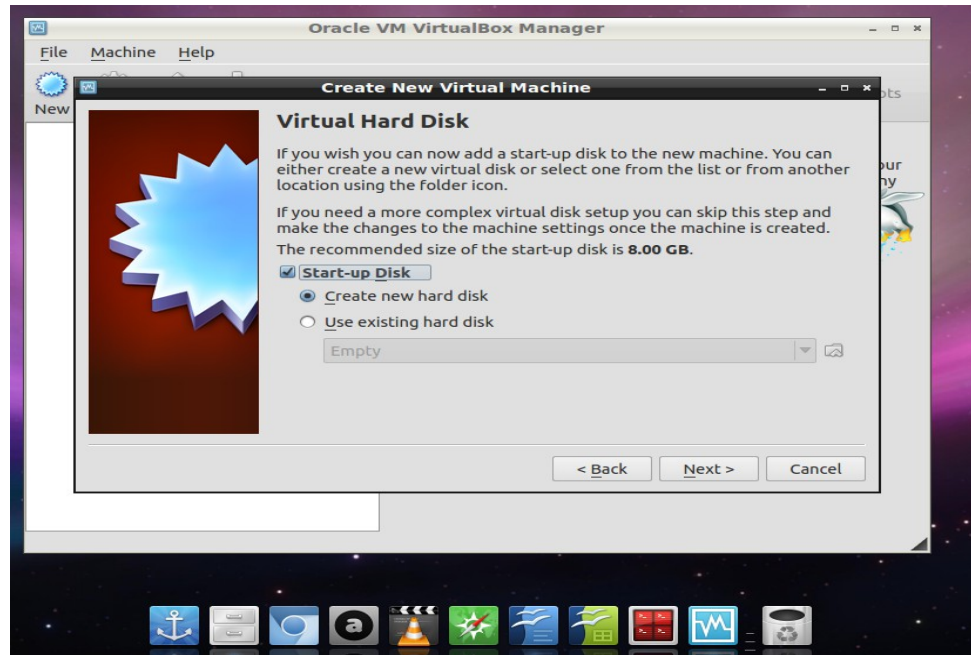 Oracle VM VirtualBox Manager
File Machine Help
Create New Virtual Machine
New
Virtual Hard Disk
If you wish you can now add a start-up disk to the new machine. You can
either create a new virtual disk or select one from the list or from another
location using the folder icon.
If you need a more complex virtual disk setup you can skip this step and
make the changes to the machine settings once the machine is created.
The recommended size of the start-up disk is 8.00 GB.
Start-up Disk
Create new hard disk
Use existing hard disk
Empty
< Back Next > Cancel
a